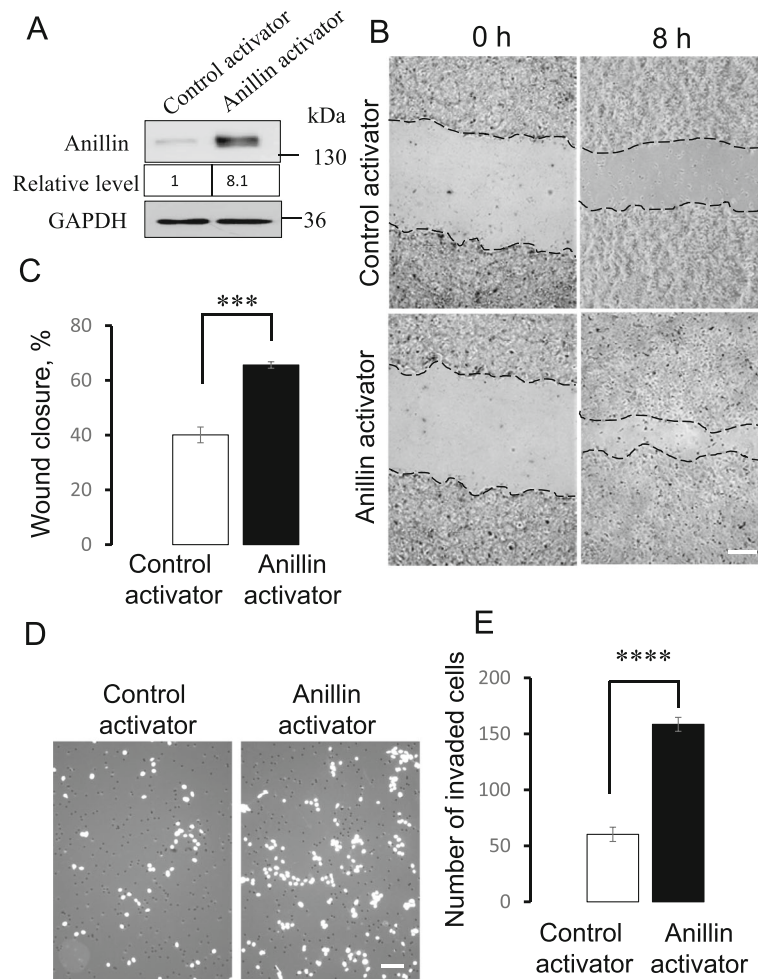 A
Control activator
Anillin activator
kDa
Anillin
130
Relative level
1
8.1
GAPDH
36
B
0 h
8 h
Control activator
Anillin activator
C
***
Wound closure, %
80
60
40
20
0
Control
activator
Anillin
activator
D
Control
activator
Anillin
activator
E
****
Number of invaded cells
200
150
100
50
0
Control
activator
Anillin
activator